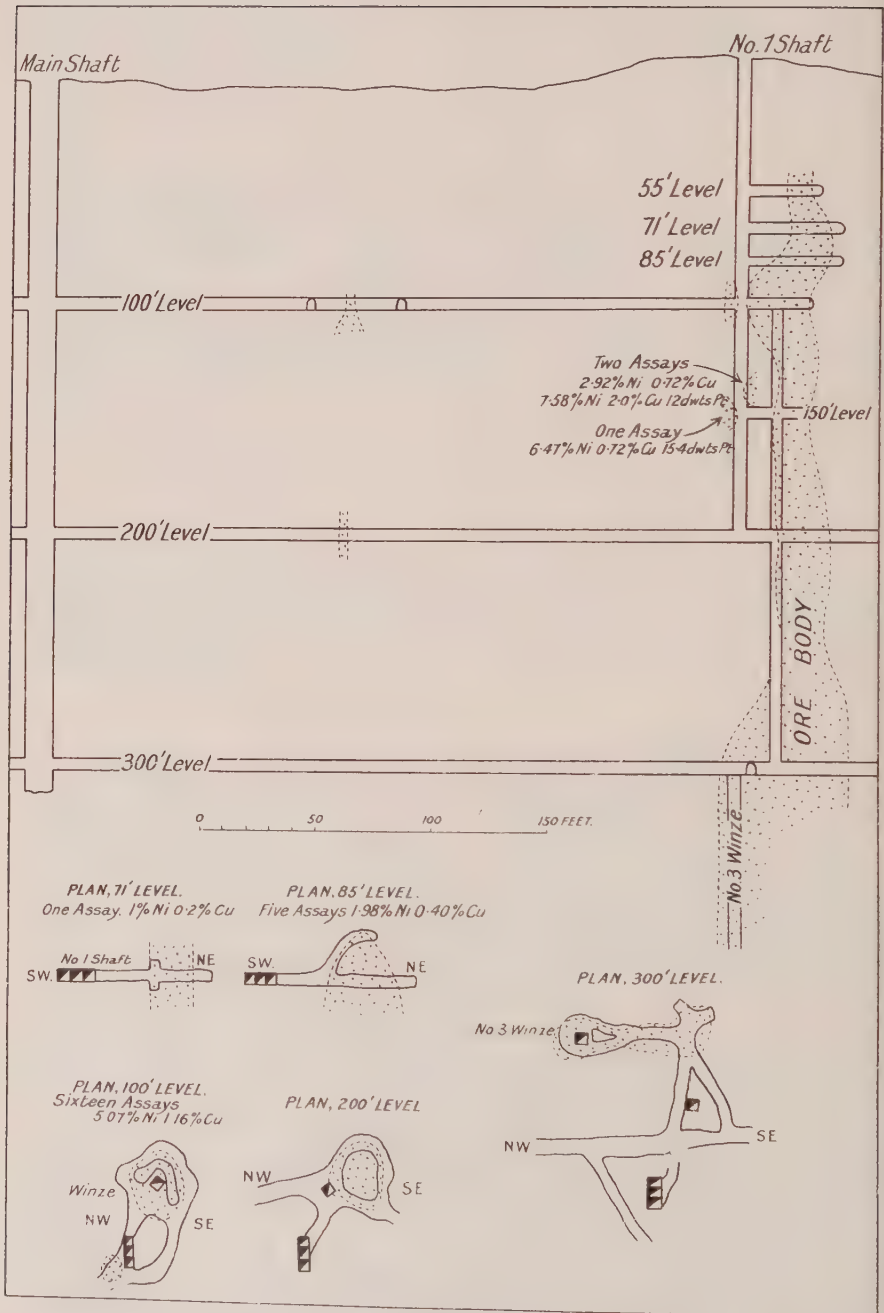 Main Shaft
No. 1 Shaft
55' Level
71' Level
85' Level
100' Level
Two Assays
2·92% Ni 0·72% Cu
7·58% Ni 2·0% Cu 12dwts Pt
One Assay
6·47% Ni 0·72% Cu 15·4dwts Pt
150' Level
200' Level
ORE BODY
300' Level
No. 3 Winze
0 50 100 150 FEET.
PLAN, 71' LEVEL.
One Assay. 1% Ni 0·2% Cu
No 1 Shaft
NE
SW.
PLAN, 85' LEVEL.
Five Assays 1·98% Ni 0·40% Cu
SW.
NE
PLAN, 300' LEVEL.
No 3 Winze
NW
SE
PLAN, 100' LEVEL.
Sixteen Assays
5·07% Ni 1·16% Cu
Winze
NW
SE
PLAN, 200' LEVEL
NW
SE